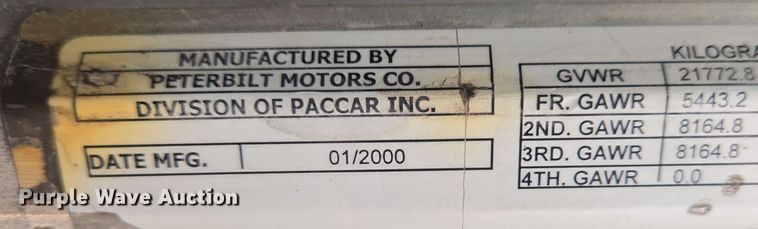 MANUFACTURED BY
PETERBILT MOTORS CO.
DIVISION OF PACCAR INC.
DATE MFG. 01/2000
KILOGRA
GVWR 21772.8
FR. GAWR 5443.2
2ND. GAWR 8164.8
3RD. GAWR 8164.8
4TH. GAWR 0.0
Purple Wave Auction